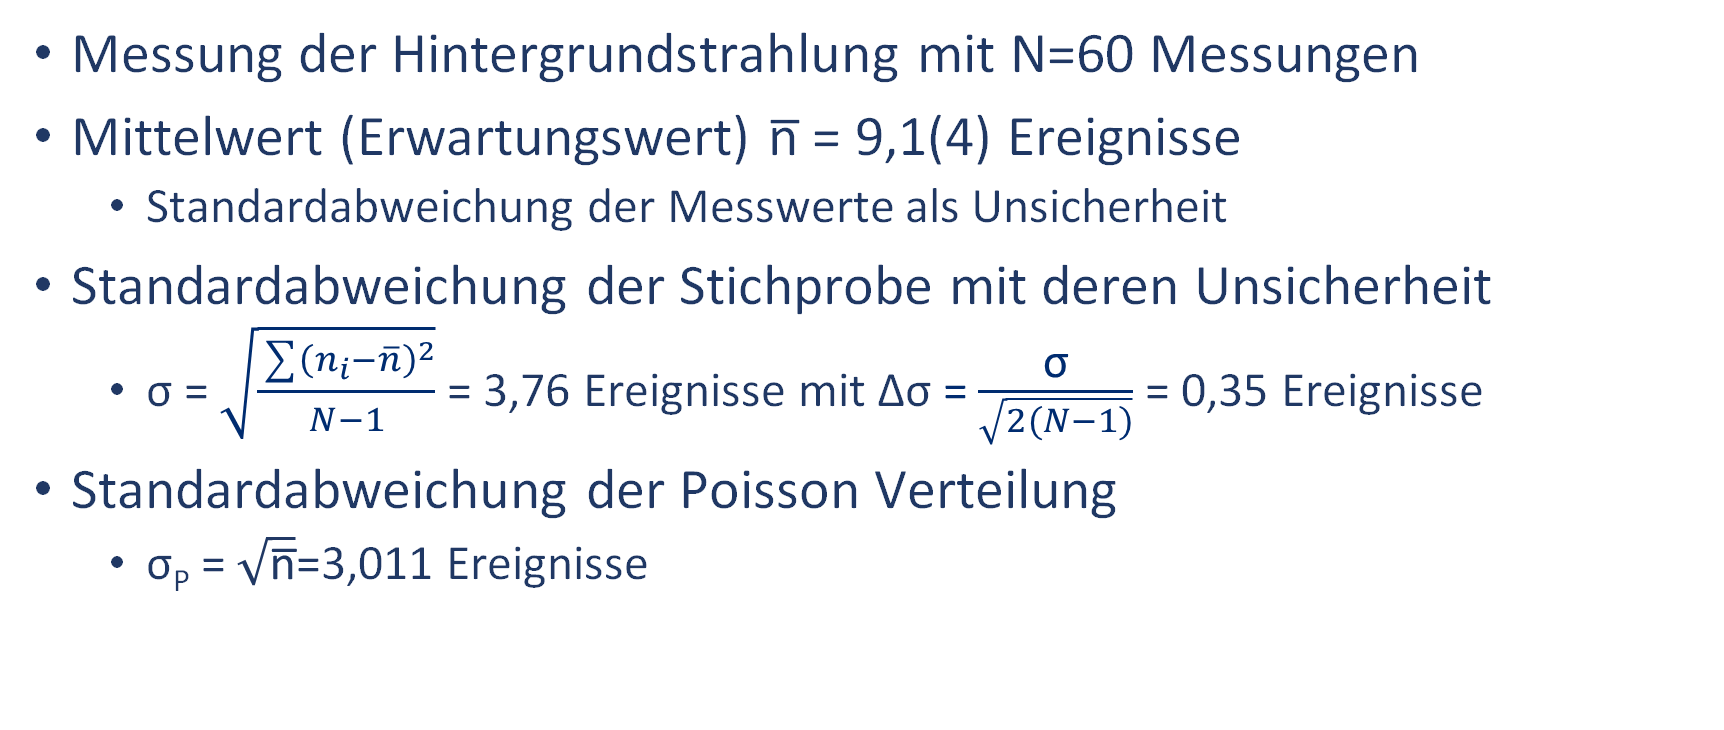 • Messung der Hintergrundstrahlung mit N=60 Messungen
• Mittelwert (Erwartungswert) n̅ = 9,1(4) Ereignisse
• Standardabweichung der Messwerte als Unsicherheit
• Standardabweichung der Stichprobe mit deren Unsicherheit
• σ = √(∑(nᵢ−n̄)²/(N−1)) = 3,76 Ereignisse mit Δσ = σ/√(2(N−1)) = 0,35 Ereignisse
• Standardabweichung der Poisson Verteilung
• σ_P = √n̅=3,011 Ereignisse